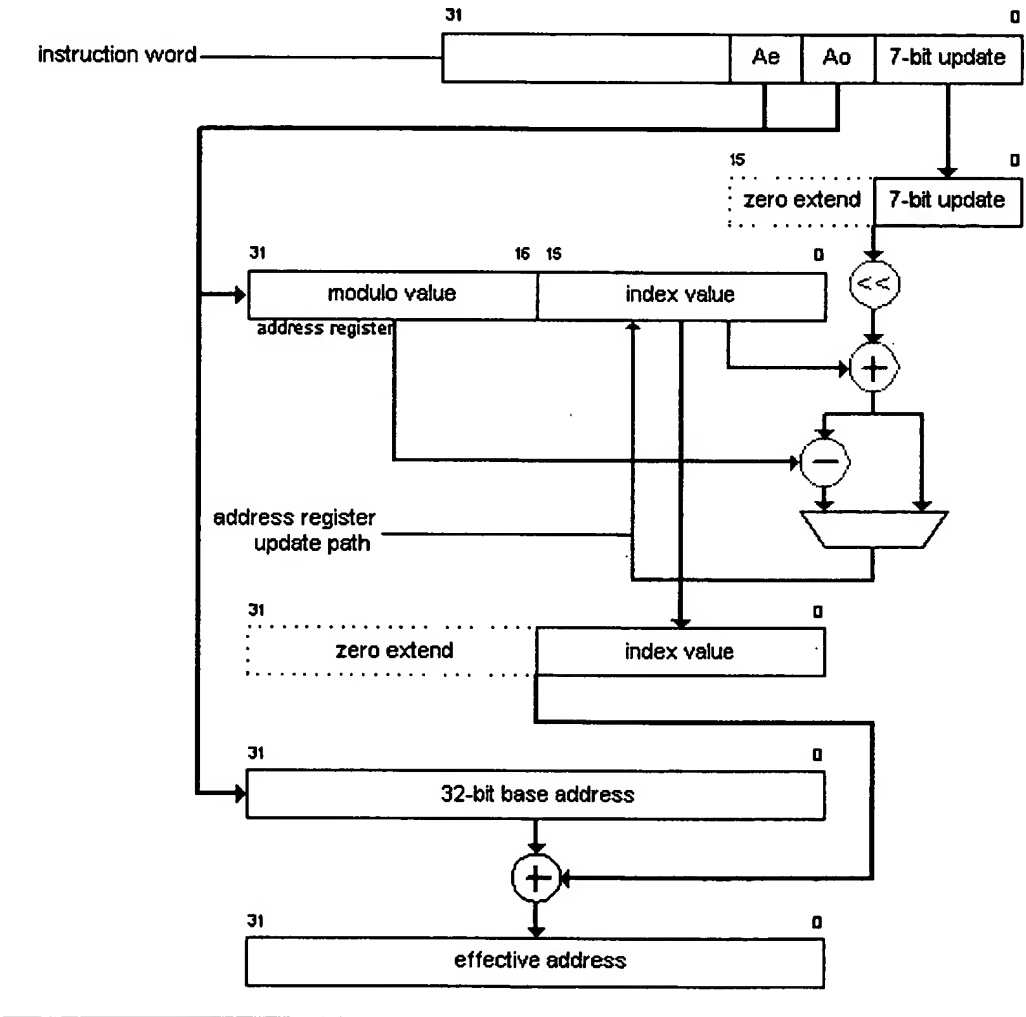 31 0
instruction word Ae Ao 7-bit update
15 0
zero extend 7-bit update
31 16 15 0
modulo value index value <<
address register
+
−
address register
update path
31 0
zero extend index value
31 0
32-bit base address
+
31 0
effective address